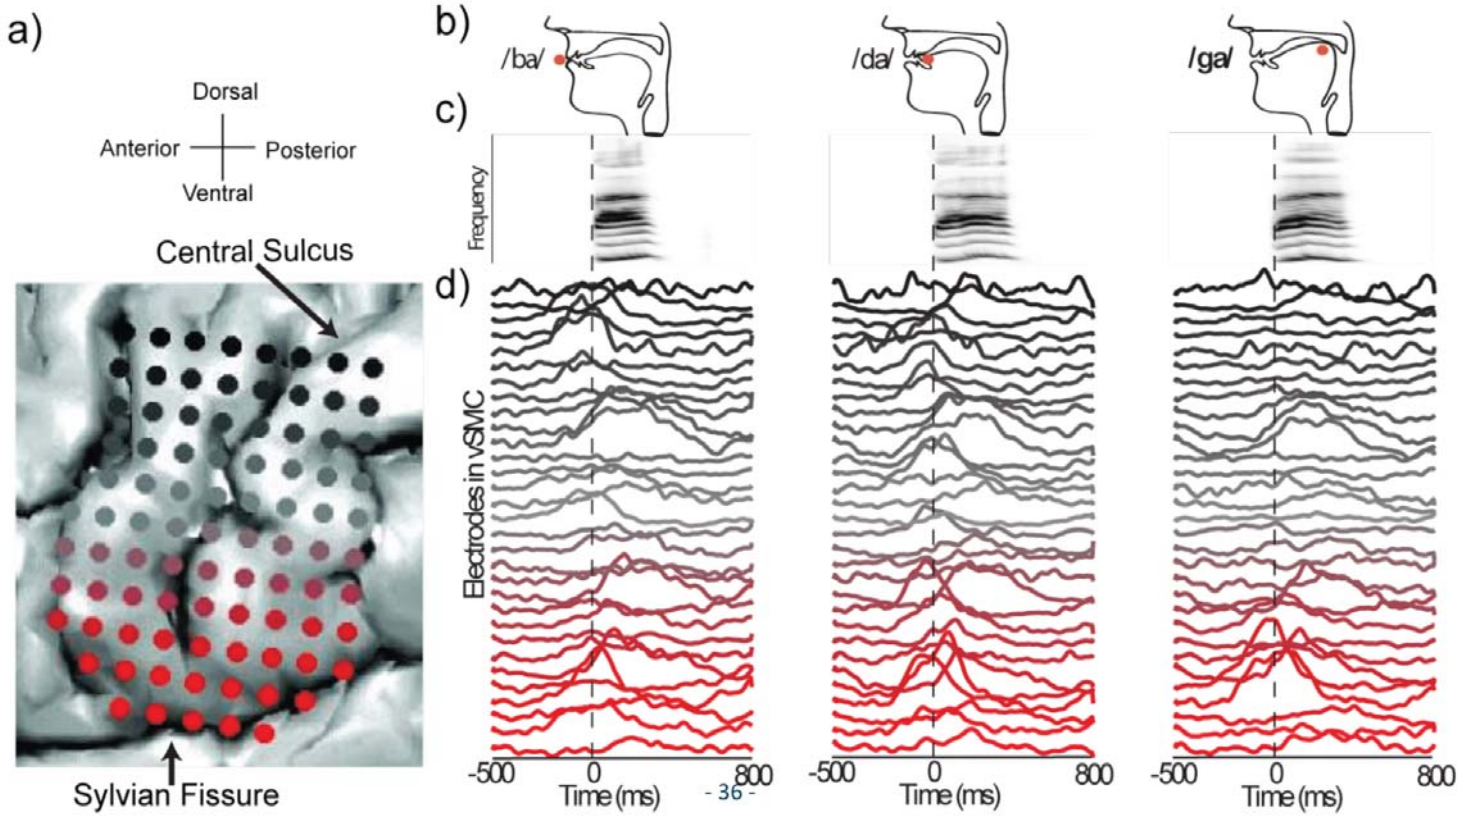 a)
Dorsal
Anterior
Posterior
Ventral
Central Sulcus
Sylvian Fissure
b)
/ba/
/da/
/ga/
c)
Frequency
d)
Electrodes in vSMC
-500 0 800
-500 0 800
-500 0 800
Time (ms)
- 36 -
Time (ms)
Time (ms)